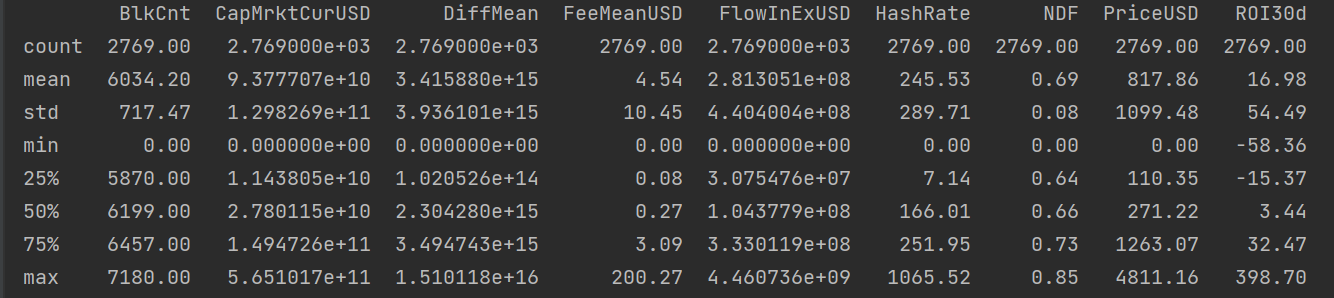 BlkCnt CapMrktCurUSD DiffMean FeeMeanUSD FlowInExUSD HashRate NDF PriceUSD ROI30d
count 2769.00 2.769000e+03 2.769000e+03 2769.00 2.769000e+03 2769.00 2769.00 2769.00 2769.00
mean 6034.20 9.377707e+10 3.415880e+15 4.54 2.813051e+08 245.53 0.69 817.86 16.98
std 717.47 1.298269e+11 3.936101e+15 10.45 4.404004e+08 289.71 0.08 1099.48 54.49
min 0.00 0.000000e+00 0.000000e+00 0.00 0.000000e+00 0.00 0.00 0.00 -58.36
25% 5870.00 1.143805e+10 1.020526e+14 0.08 3.075476e+07 7.14 0.64 110.35 -15.37
50% 6199.00 2.780115e+10 2.304280e+15 0.27 1.043779e+08 166.01 0.66 271.22 3.44
75% 6457.00 1.494726e+11 3.494743e+15 3.09 3.330119e+08 251.95 0.73 1263.07 32.47
max 7180.00 5.651017e+11 1.510118e+16 200.27 4.460736e+09 1065.52 0.85 4811.16 398.70